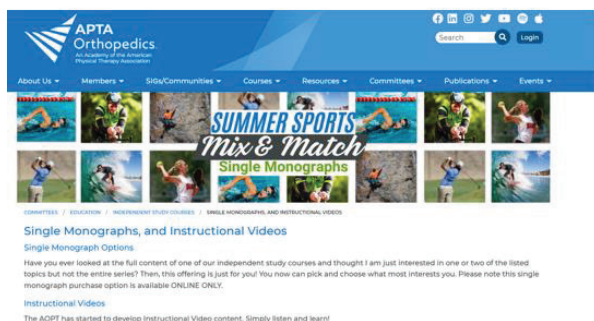 APTA
Orthopedics.
An Academy of the American
Physical Therapy Association
Search
Login
About Us
Members
SIGs/Communities
Courses
Resources
Committees
Publications
Events
SUMMER SPORTS
Mix & Match
Single Monographs
COMMITTEES / EDUCATION / INDEPENDENT STUDY COURSES / SINGLE MONOGRAPHS, AND INSTRUCTIONAL VIDEOS
Single Monographs, and Instructional Videos
Single Monograph Options
Have you ever looked at the full content of one of our independent study courses and thought I am just interested in one or two of the listed
topics but not the entire series? Then, this offering is just for you! You now can pick and choose what most interests you. Please note this single
monograph purchase option is available ONLINE ONLY.
Instructional Videos
The AOPT has started to develop Instructional Video content. Simply listen and learn!